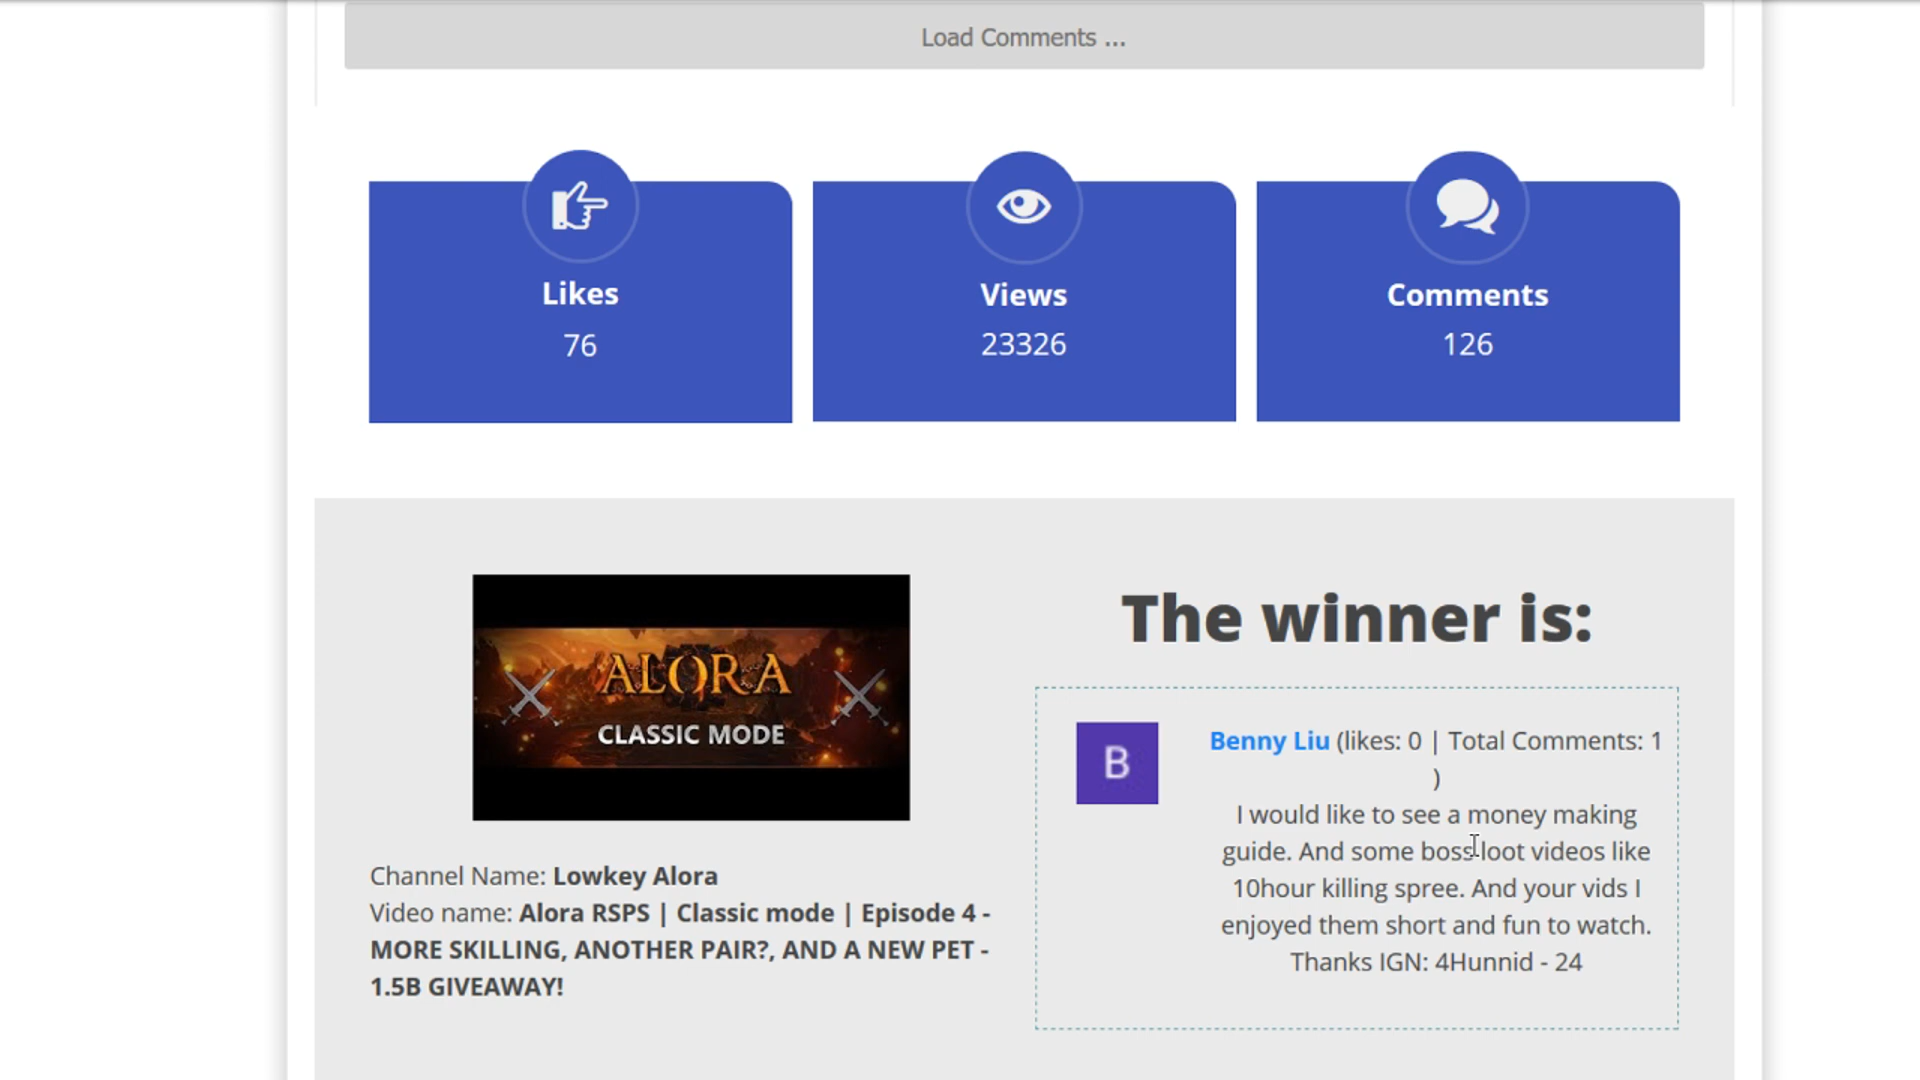 Load Comments ...
Likes
76
Views
23326
Comments
126
ALORA
CLASSIC MODE
Channel Name: Lowkey Alora
Video name: Alora RSPS | Classic mode | Episode 4 -
MORE SKILLING, ANOTHER PAIR?, AND A NEW PET -
1.5B GIVEAWAY!
The winner is:
B
Benny Liu (likes: 0 | Total Comments: 1
)
I would like to see a money making
guide. And some boss loot videos like
10hour killing spree. And your vids I
enjoyed them short and fun to watch.
Thanks IGN: 4Hunnid - 24